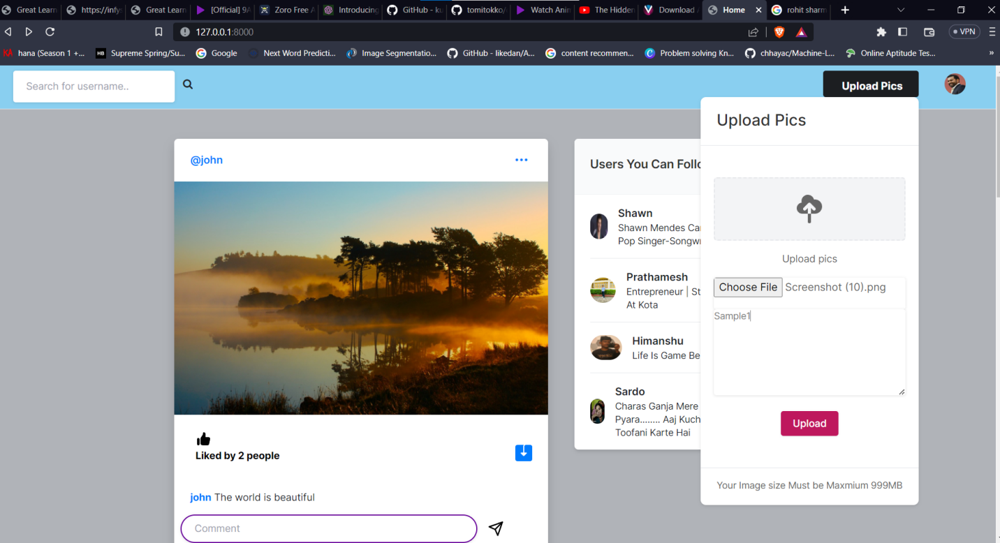 Great Learn
https://infys
Great Learn
[Official] 9A
Zoro Free A
Introducing
GitHub - ku
tomitokko/
Watch Anim
The Hidden
Download A
Home
rohit sharm
127.0.0.1:8000
VPN
KA
hana (Season 1 +...
HB
Supreme Spring/Su...
Google
Next Word Predicti...
Image Segmentatio...
GitHub - likedan/A...
content recommen...
Problem solving Kn...
chhayac/Machine-L...
Online Aptitude Tes...
»
Search for username..
Upload Pics
Upload Pics
@john
Users You Can Follo
Shawn
Shawn Mendes Ca
Pop Singer-Songw
Upload pics
Prathamesh
Entrepreneur | St
At Kota
Choose File Screenshot (10).png
Sample1
Himanshu
Life Is Game Be
Sardo
Charas Ganja Mere
Pyara........ Aaj Kuch
Toofani Karte Hai
Upload
Liked by 2 people
Your Image size Must be Maxmium 999MB
john The world is beautiful
Comment